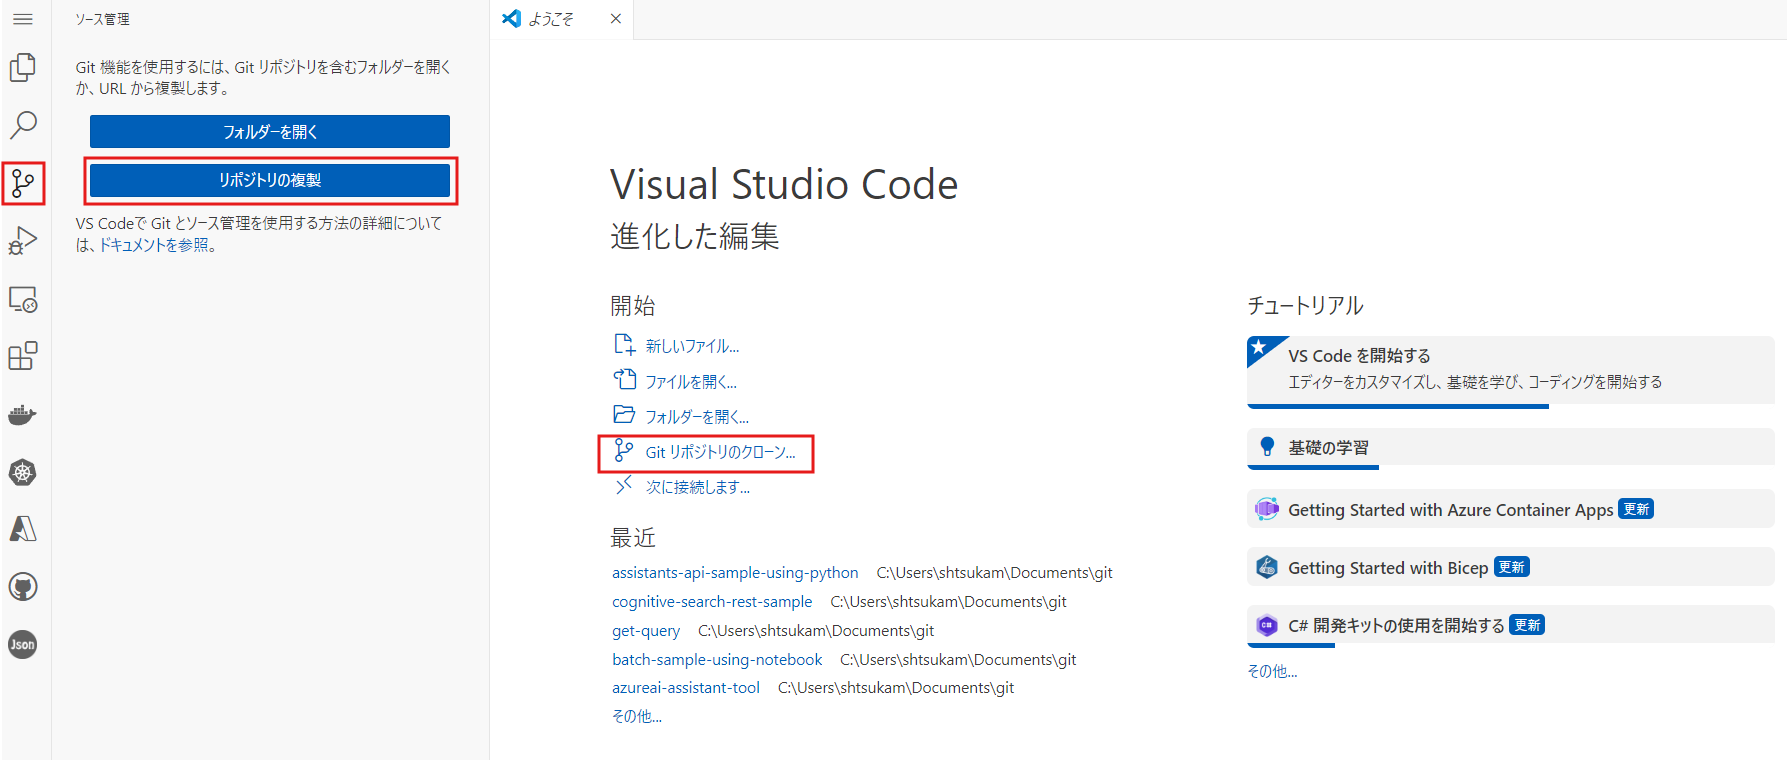 ソース管理
Git 機能を使用するには、Git リポジトリを含むフォルダーを開く
か、URL から複製します。
フォルダーを開く
リポジトリの複製
VS Codeで Git とソース管理を使用する方法の詳細について
は、ドキュメントを参照。
Json
ようこそ
Visual Studio Code
進化した編集
開始
新しいファイル...
ファイルを開く...
フォルダーを開く...
Git リポジトリのクローン...
次に接続します...
最近
assistants-api-sample-using-python C:\Users\shtsukam\Documents\git
cognitive-search-rest-sample C:\Users\shtsukam\Documents\git
get-query C:\Users\shtsukam\Documents\git
batch-sample-using-notebook C:\Users\shtsukam\Documents\git
azureai-assistant-tool C:\Users\shtsukam\Documents\git
その他...
チュートリアル
VS Code を開始する
エディターをカスタマイズし、基礎を学び、コーディングを開始する
基礎の学習
Getting Started with Azure Container Apps 更新
Getting Started with Bicep 更新
C# C# 開発キットの使用を開始する 更新
その他...